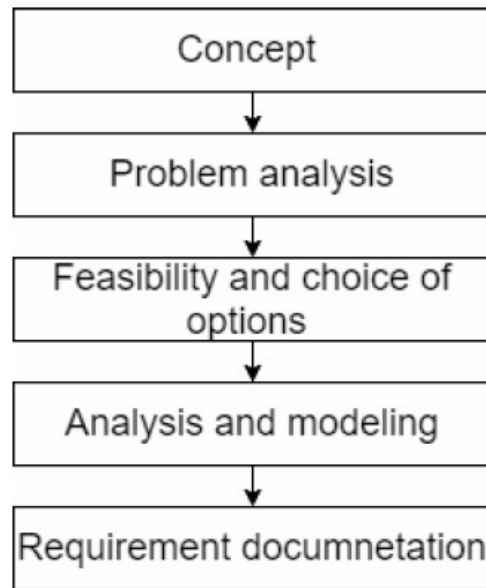 Concept
Problem analysis
Feasibility and choice of
options
Analysis and modeling
Requirement documnetation